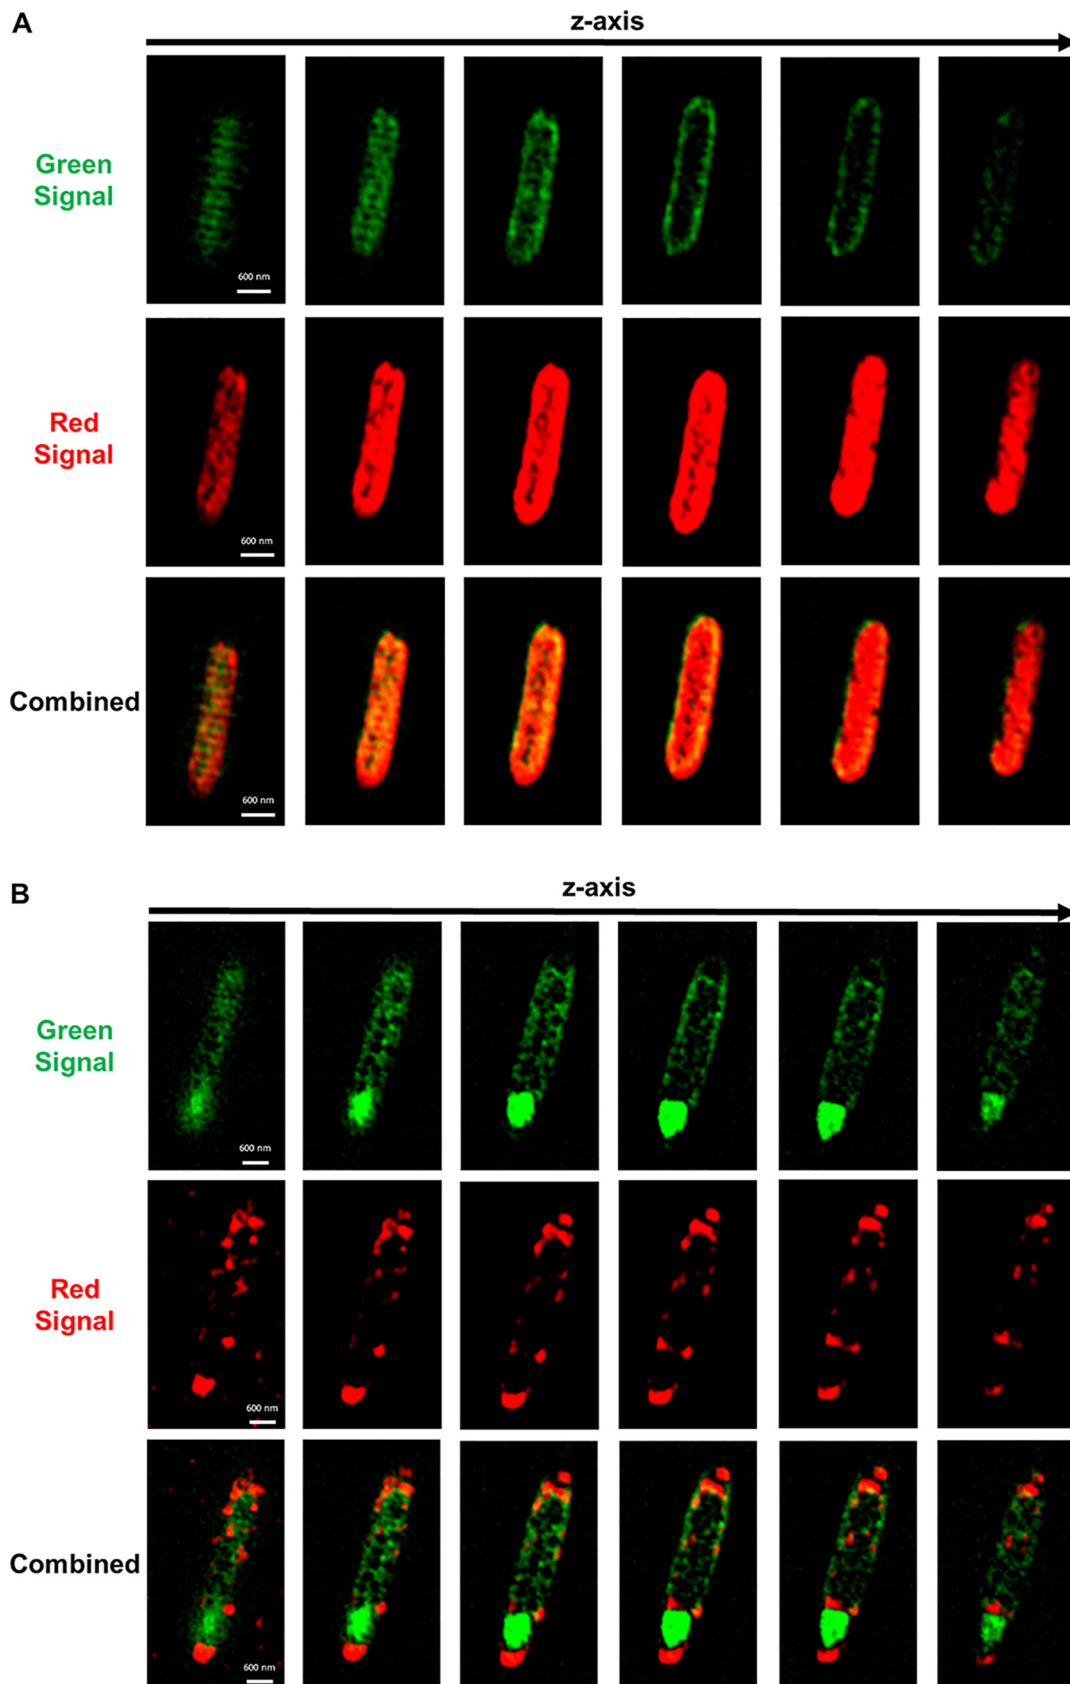 A
z-axis
Green
Signal
600 nm
Red
Signal
600 nm
Combined
600 nm
B
z-axis
Green
Signal
600 nm
Red
Signal
600 nm
Combined
600 nm